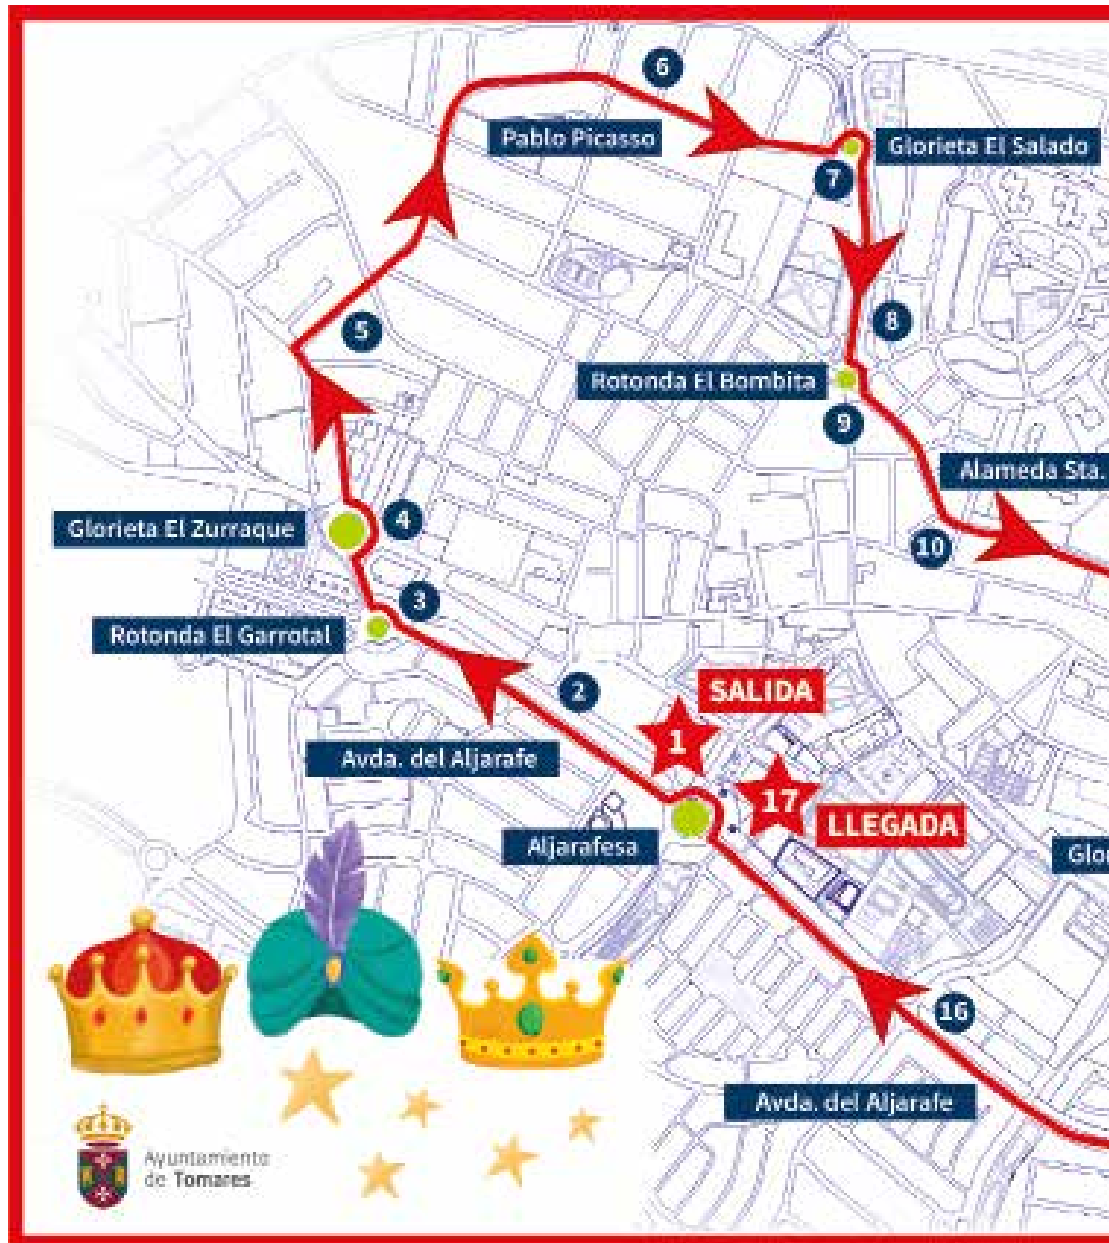 6
Pablo Picasso
Glorieta El Salado
7
5
8
Rotonda El Bombita
9
Alameda Sta.
Glorieta El Zurraque
4
10
3
Rotonda El Garrotal
2
SALIDA
1
Avda. del Aljarafe
17
LLEGADA
Aljarafesa
Glor
16
Avda. del Aljarafe
Ayuntamiento
de Tomares